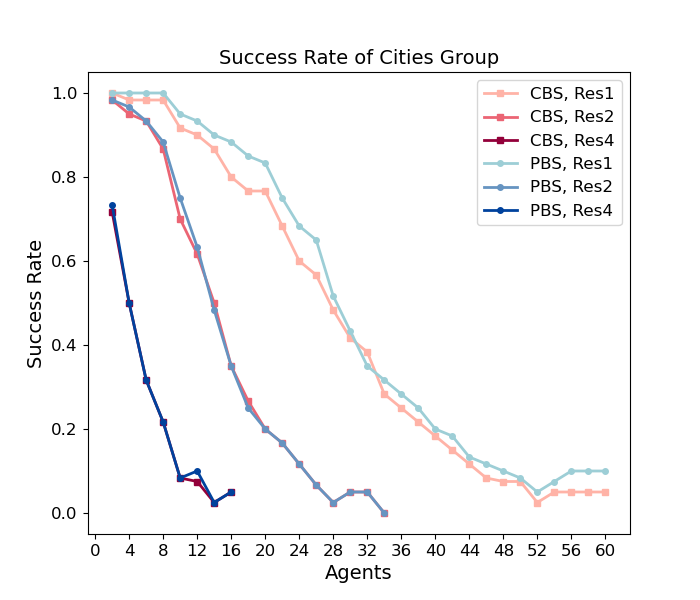 Success Rate of Cities Group
CBS, Res1
CBS, Res2
CBS, Res4
PBS, Res1
PBS, Res2
PBS, Res4
Success Rate
1.0
0.8
0.6
0.4
0.2
0.0
0 4 8 12 16 20 24 28 32 36 40 44 48 52 56 60
Agents